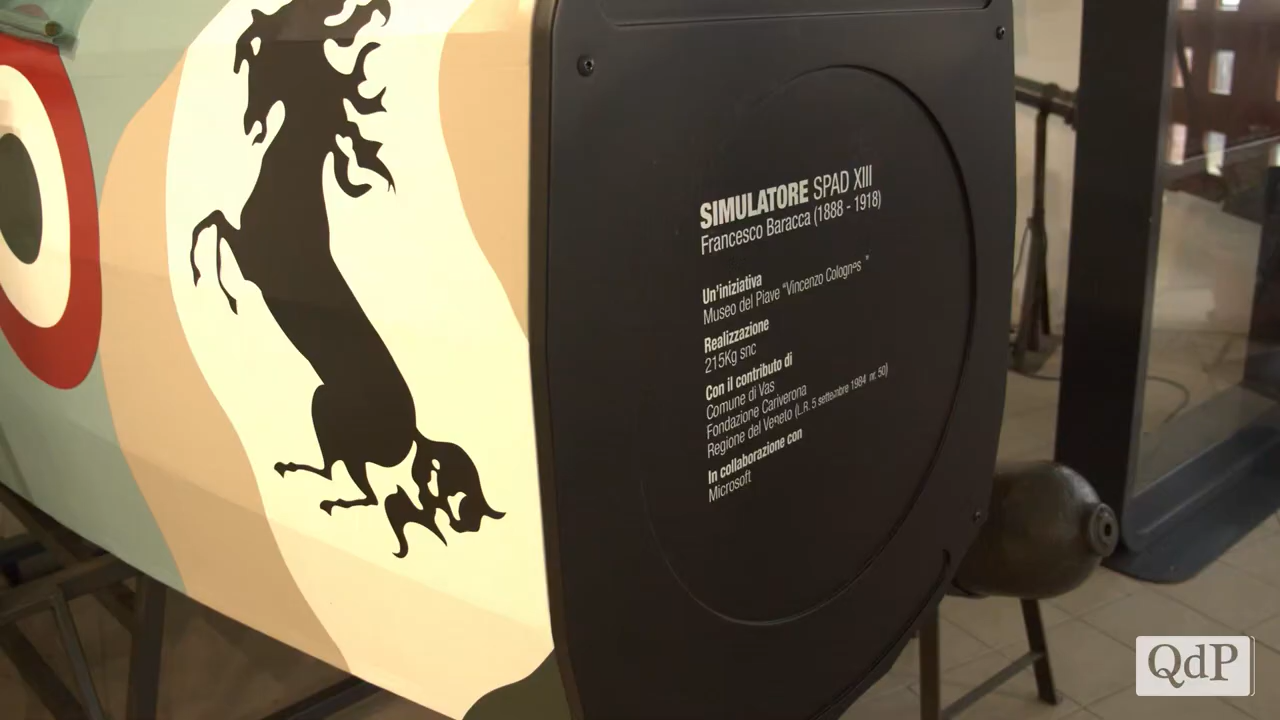 SIMULATORE SPAD XIII
Francesco Baracca (1888 - 1918)
Un'iniziativa
Museo del Piave "Vincenzo Colognes "
Realizzazione
215Kg snc
Con il contributo di
Comune di Vas
Fondazione Cariverona
Regione del Veneto (L.R. 5 settembre 1984 nr. 50)
In collaborazione con
Microsoft
QdP